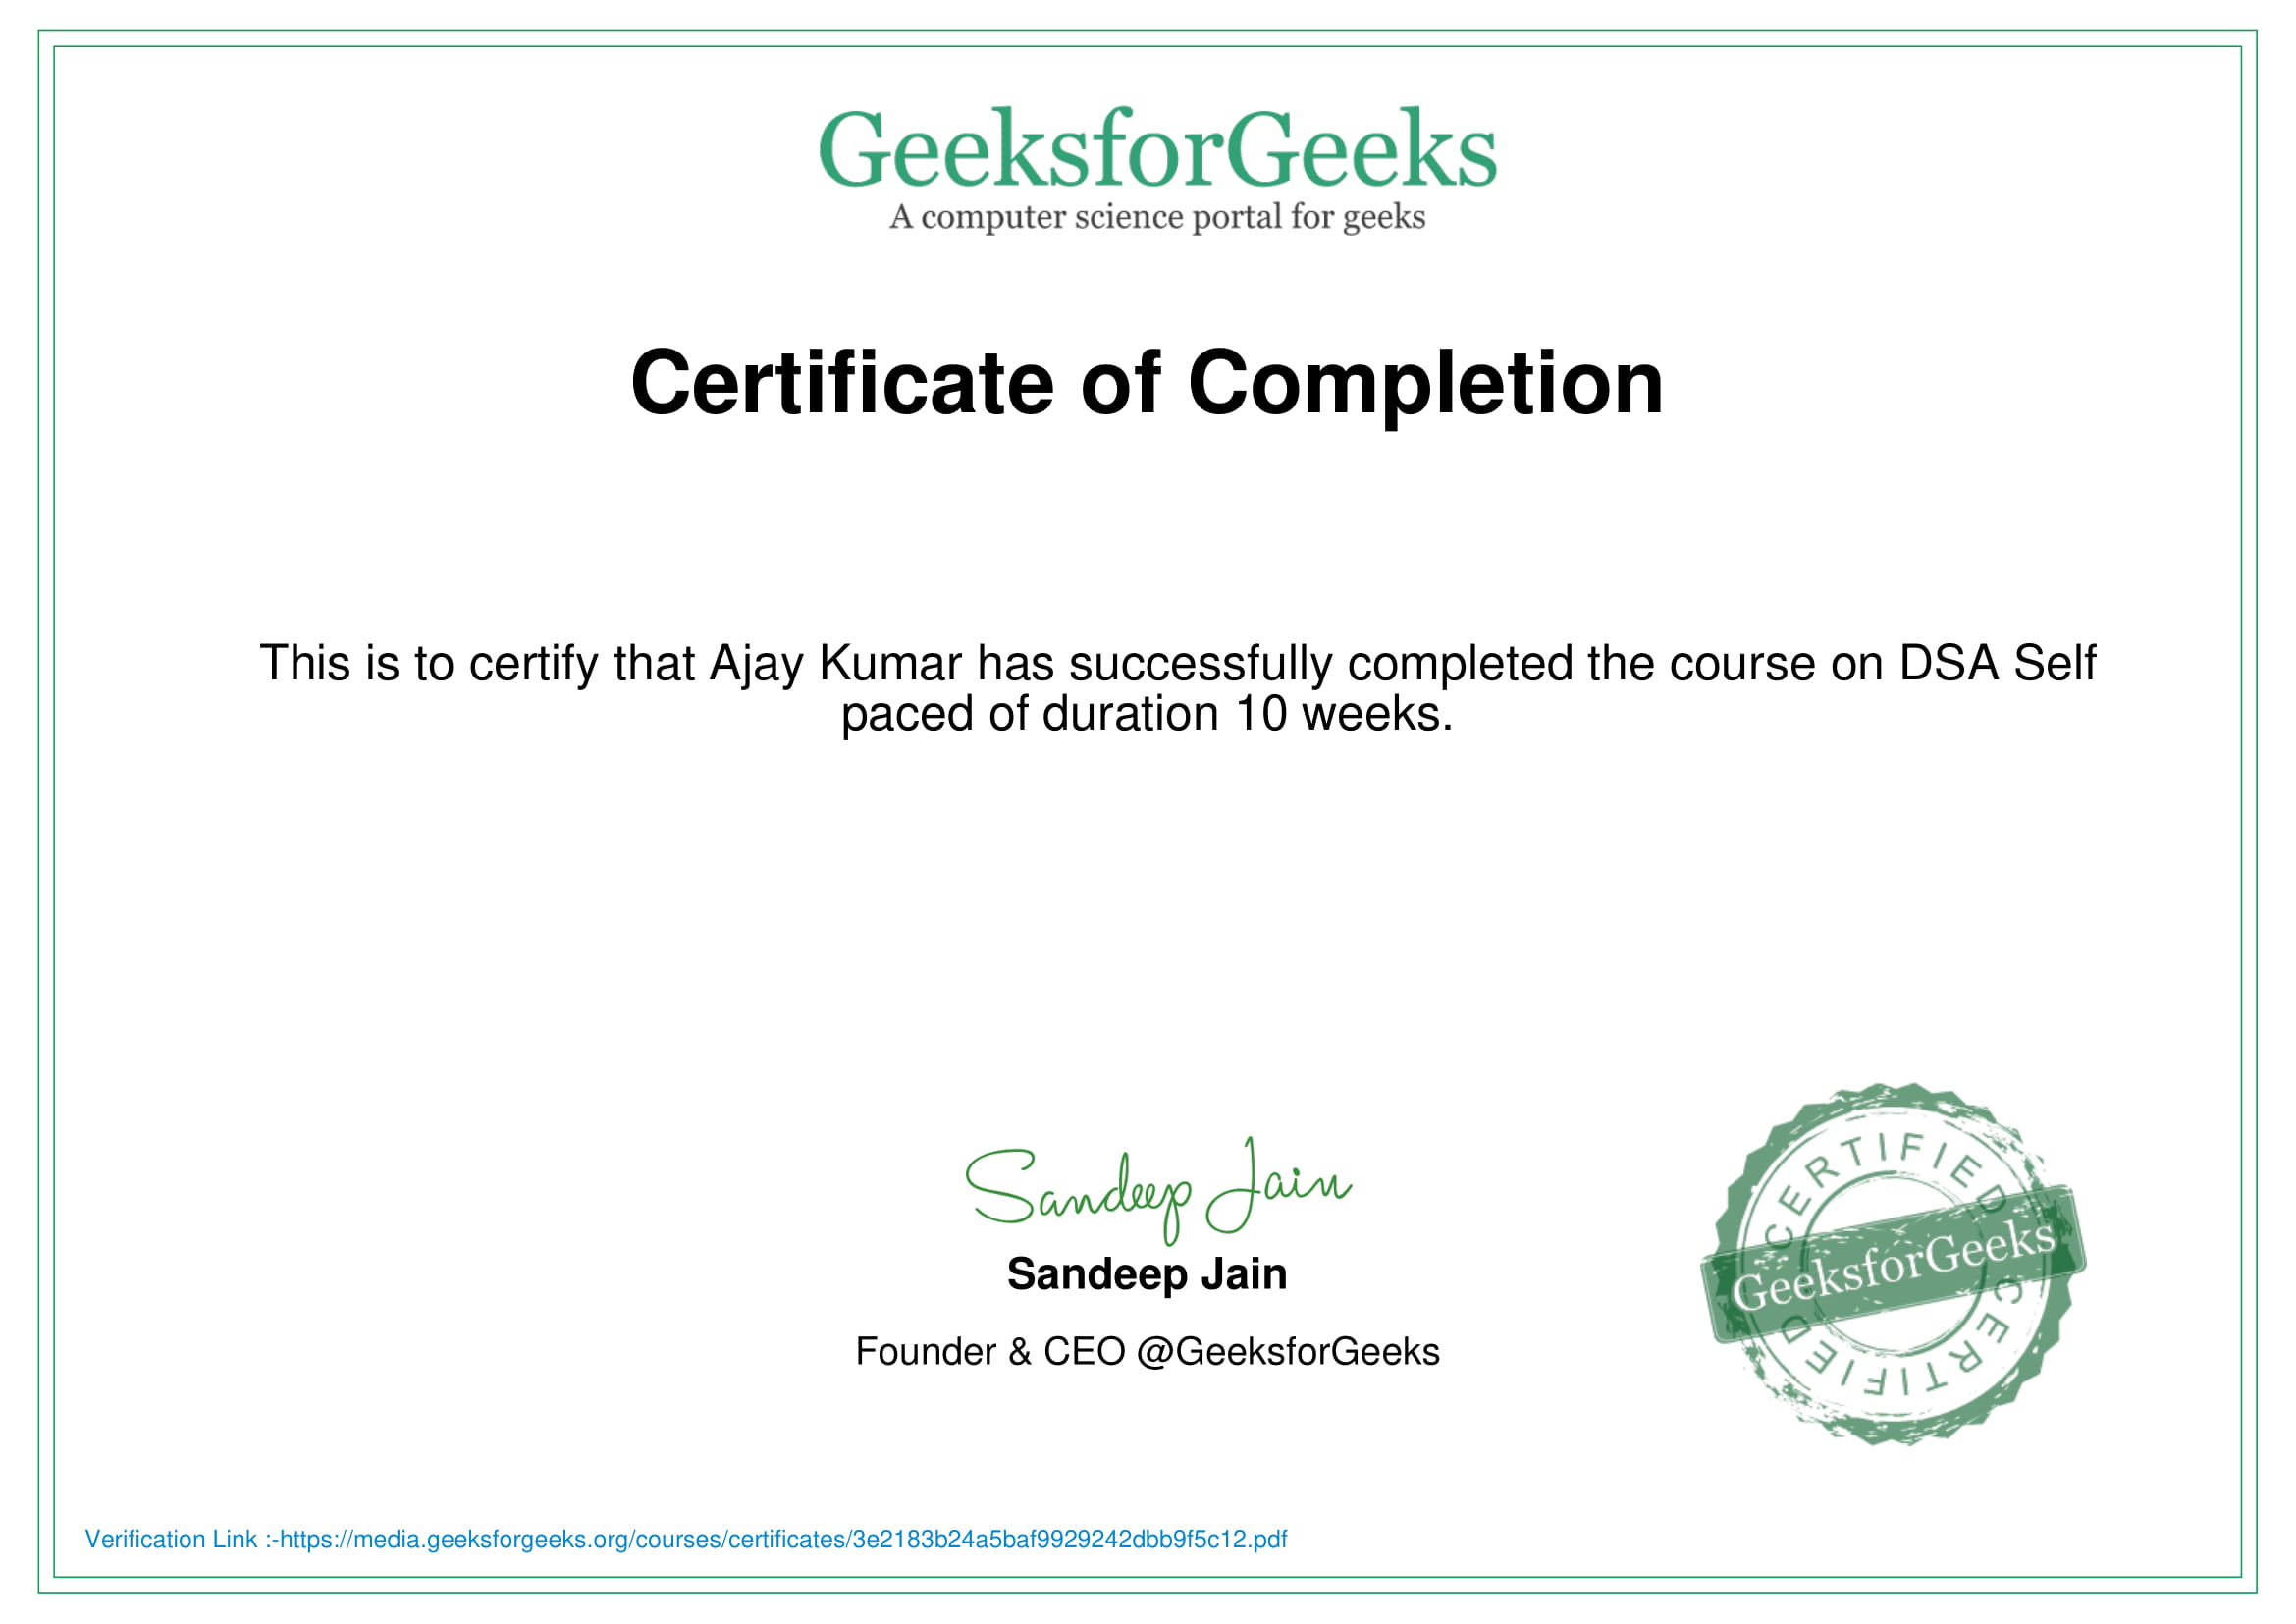 GeeksforGeeks
A computer science portal for geeks
Certificate of Completion
This is to certify that Ajay Kumar has successfully completed the course on DSA Self
paced of duration 10 weeks.
Sandeep Jain
Sandeep Jain
Founder & CEO @GeeksforGeeks
CERTIFIED
GeeksforGeeks
CERTIFIED
Verification Link :-https://media.geeksforgeeks.org/courses/certificates/3e2183b24a5baf9929242dbb9f5c12.pdf